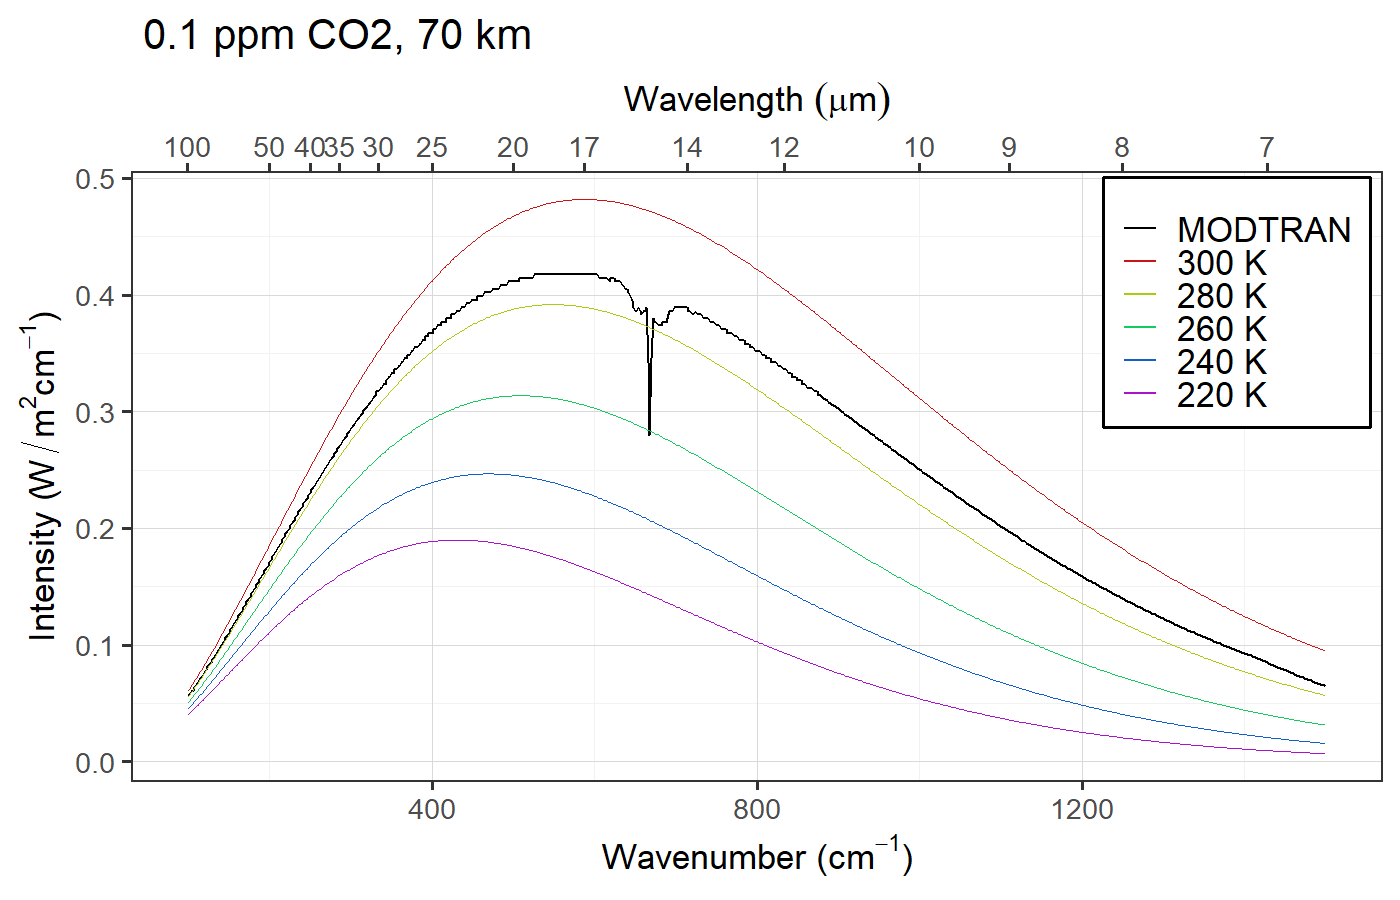 0.1 ppm CO2, 70 km
Wavelength (μm)
100 50 40 35 30 25 20 17 14 12 10 9 8 7
0.5
0.4
0.3
0.2
0.1
0.0
Intensity (W / m²cm⁻¹)
MODTRAN
300 K
280 K
260 K
240 K
220 K
400 800 1200
Wavenumber (cm⁻¹)